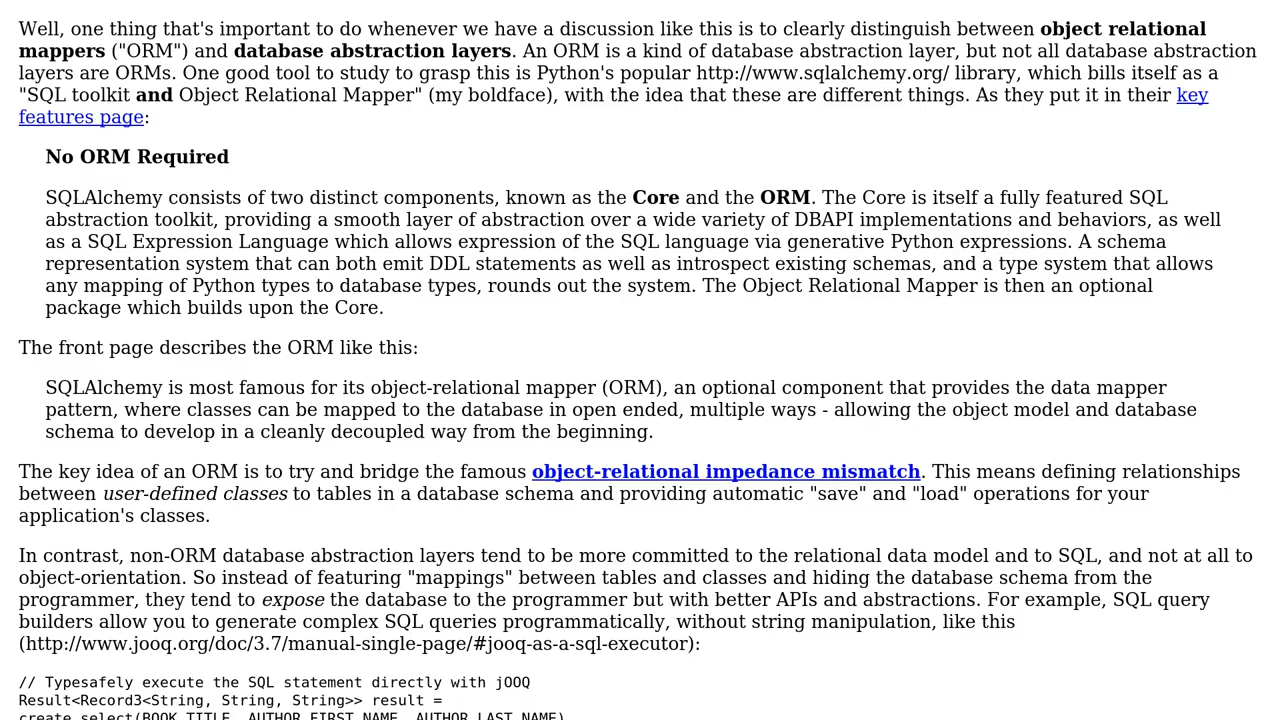 Well, one thing that's important to do whenever we have a discussion like this is to clearly distinguish between object relational
mappers ("ORM") and database abstraction layers. An ORM is a kind of database abstraction layer, but not all database abstraction
layers are ORMs. One good tool to study to grasp this is Python's popular http://www.sqlalchemy.org/ library, which bills itself as a
"SQL toolkit and Object Relational Mapper" (my boldface), with the idea that these are different things. As they put it in their key
features page:
No ORM Required
SQLAlchemy consists of two distinct components, known as the Core and the ORM. The Core is itself a fully featured SQL
abstraction toolkit, providing a smooth layer of abstraction over a wide variety of DBAPI implementations and behaviors, as well
as a SQL Expression Language which allows expression of the SQL language via generative Python expressions. A schema
representation system that can both emit DDL statements as well as introspect existing schemas, and a type system that allows
any mapping of Python types to database types, rounds out the system. The Object Relational Mapper is then an optional
package which builds upon the Core.
The front page describes the ORM like this:
SQLAlchemy is most famous for its object-relational mapper (ORM), an optional component that provides the data mapper
pattern, where classes can be mapped to the database in open ended, multiple ways - allowing the object model and database
schema to develop in a cleanly decoupled way from the beginning.
The key idea of an ORM is to try and bridge the famous object-relational impedance mismatch. This means defining relationships
between user-defined classes to tables in a database schema and providing automatic "save" and "load" operations for your
application's classes.
In contrast, non-ORM database abstraction layers tend to be more committed to the relational data model and to SQL, and not at all to
object-orientation. So instead of featuring "mappings" between tables and classes and hiding the database schema from the
programmer, they tend to expose the database to the programmer but with better APIs and abstractions. For example, SQL query
builders allow you to generate complex SQL queries programmatically, without string manipulation, like this
(http://www.jooq.org/doc/3.7/manual-single-page/#jooq-as-a-sql-executor):
// Typesafely execute the SQL statement directly with jOOQ
Result<Record3<String, String, String>> result =
create.select(BOOK.TITLE, AUTHOR.FIRST_NAME, AUTHOR.LAST_NAME)